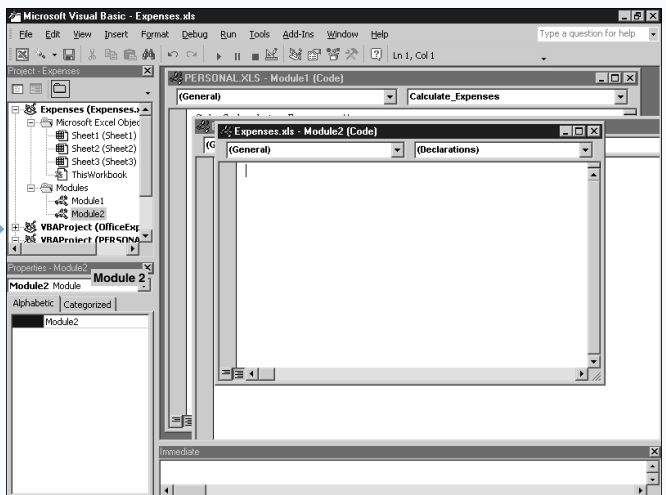 Microsoft Visual Basic - Expenses.xls
File Edit View Insert Format Debug Run Tools Add-Ins Window Help
Type a question for help
Ln 1, Col 1
Project - Expenses
Expenses (Expenses.x
Microsoft Excel Objec
Sheet1 (Sheet1)
Sheet2 (Sheet2)
Sheet3 (Sheet3)
ThisWorkbook
Modules
Module1
Module2
VBAProject (OfficeExp
VBAProject (PERSONA
Properties - Module2
Module 2
Module2 Module
Alphabetic Categorized
Module2
PERSONAL.XLS - Module1 (Code)
(General) Calculate_Expenses
(G
Expenses.xls - Module2 (Code)
(General) (Declarations)
Immediate